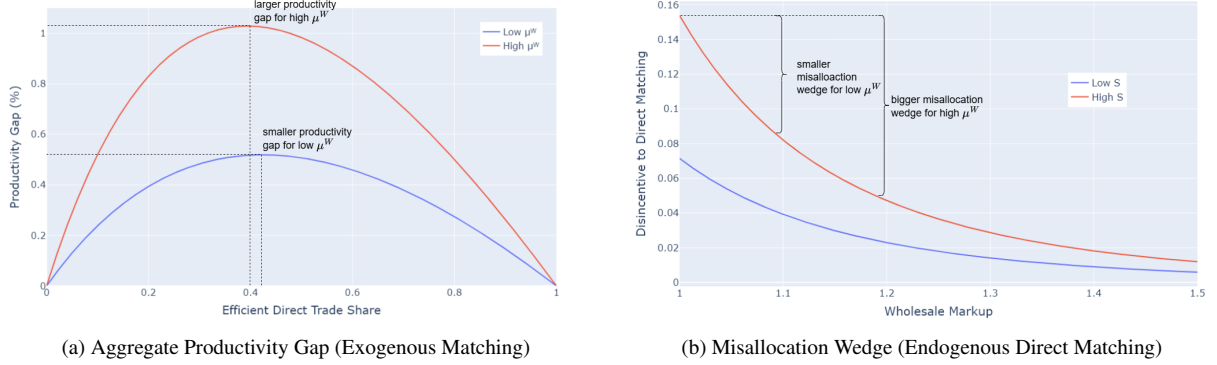 larger productivity
gap for high μ^W
1
0.8
0.6
0.4
0.2
0
Productivity Gap (%)
Low μᵂ
High μᵂ
smaller productivity
gap for low μ^W
0
0.2
0.4
0.6
0.8
1
Efficient Direct Trade Share
(a) Aggregate Productivity Gap (Exogenous Matching)
0.16
0.14
0.12
0.1
0.08
0.06
0.04
0.02
0
Disincentive to Direct Matching
smaller
misalloaction
wedge for low μ^W
bigger misallocation
wedge for high μ^W
Low S
High S
1
1.1
1.2
1.3
1.4
1.5
Wholesale Markup
(b) Misallocation Wedge (Endogenous Direct Matching)